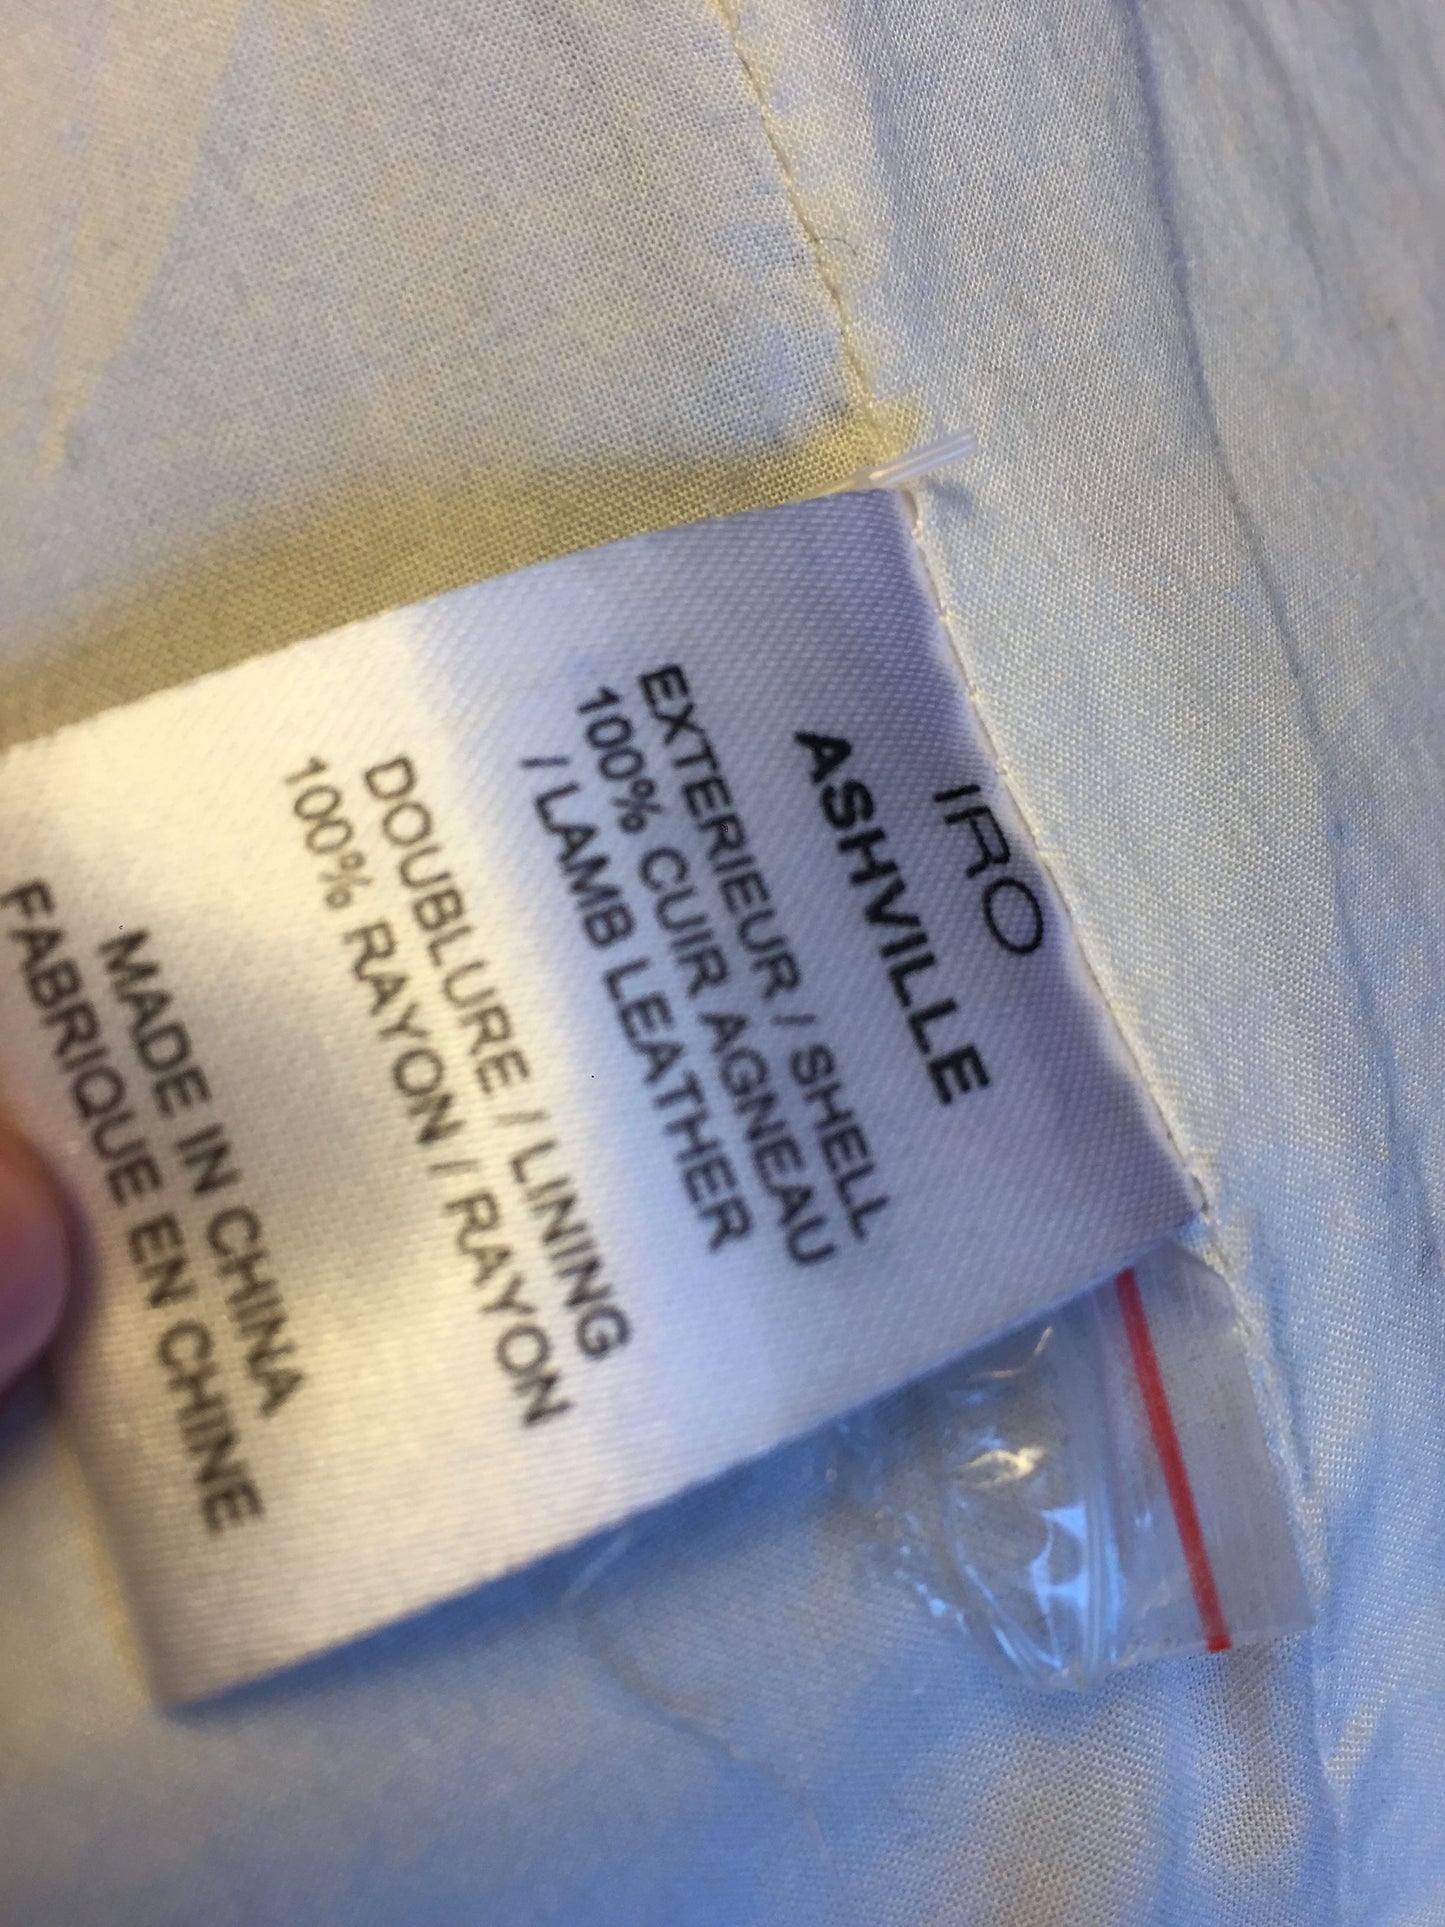 IRO
ASHVILLE
EXTERIEUR / SHELL
100% CUIR AGNEAU
/ LAMB LEATHER
DOUBLURE / LINING
100% RAYON / RAYON
MADE IN CHINA
FABRIQUE EN CHINE